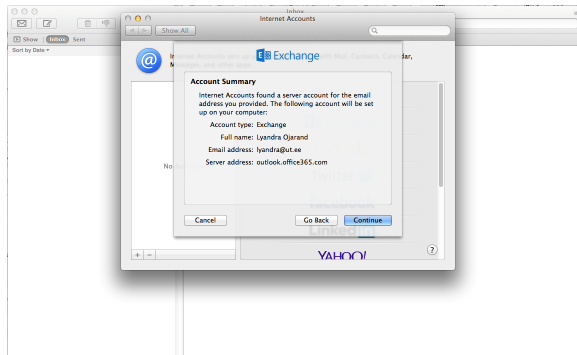 Inbox
Internet Accounts
Show All
Show Inbox Sent
Sort by Date
Exchange
Account Summary
Internet Accounts found a server account for the email
address you provided. The following account will be set
up on your computer:
Account type: Exchange
Full name: Lyandra Ojarand
Email address: lyandra@ut.ee
Server address: outlook.office365.com
No
Cancel
Go Back
Continue
LinkedIn
YAHOO!
+ −
?